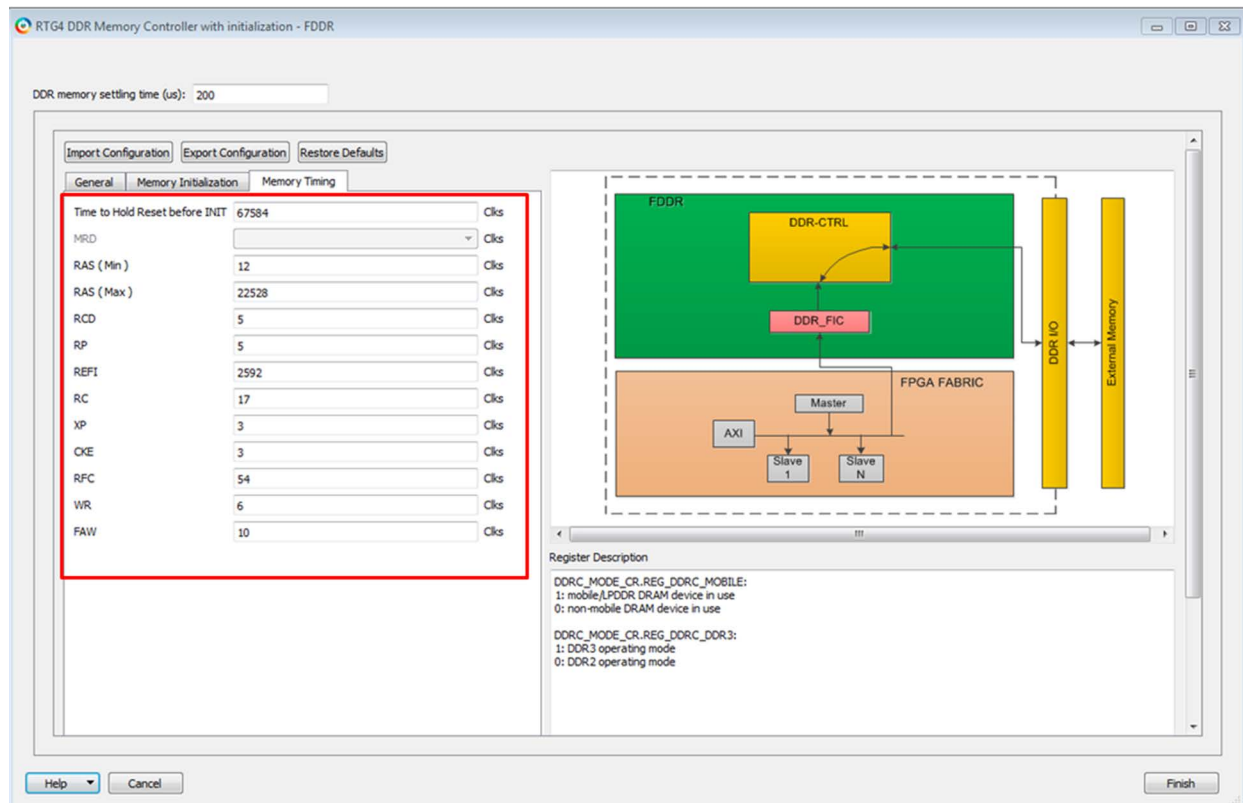 RTG4 DDR Memory Controller with initialization - FDDR
DDR memory settling time (us): 200
Import Configuration Export Configuration Restore Defaults
General Memory Initialization Memory Timing
Time to Hold Reset before INIT 67584 Clks
MRD Clks
RAS ( Min ) 12 Clks
RAS ( Max ) 22528 Clks
RCD 5 Clks
RP 5 Clks
REFI 2592 Clks
RC 17 Clks
XP 3 Clks
CKE 3 Clks
RFC 54 Clks
WR 6 Clks
FAW 10 Clks
FDDR
DDR-CTRL
DDR_FIC
FPGA FABRIC
Master
AXI
Slave
1
Slave
N
DDR I/O
External Memory
Register Description
DDRC_MODE_CR.REG_DDRC_MOBILE:
1: mobile/LPDDR DRAM device in use
0: non-mobile DRAM device in use
DDRC_MODE_CR.REG_DDRC_DDR3:
1: DDR3 operating mode
0: DDR2 operating mode
Help Cancel Finish